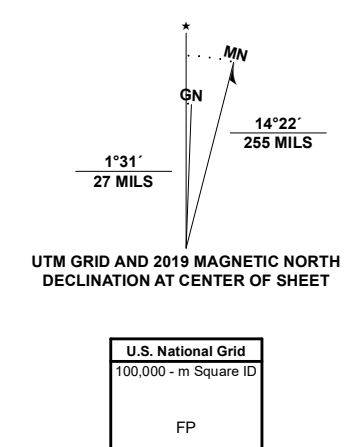 ★
MN
GN
14°22´
255 MILS
1°31´
27 MILS
UTM GRID AND 2019 MAGNETIC NORTH
DECLINATION AT CENTER OF SHEET
U.S. National Grid
100,000 - m Square ID
FP